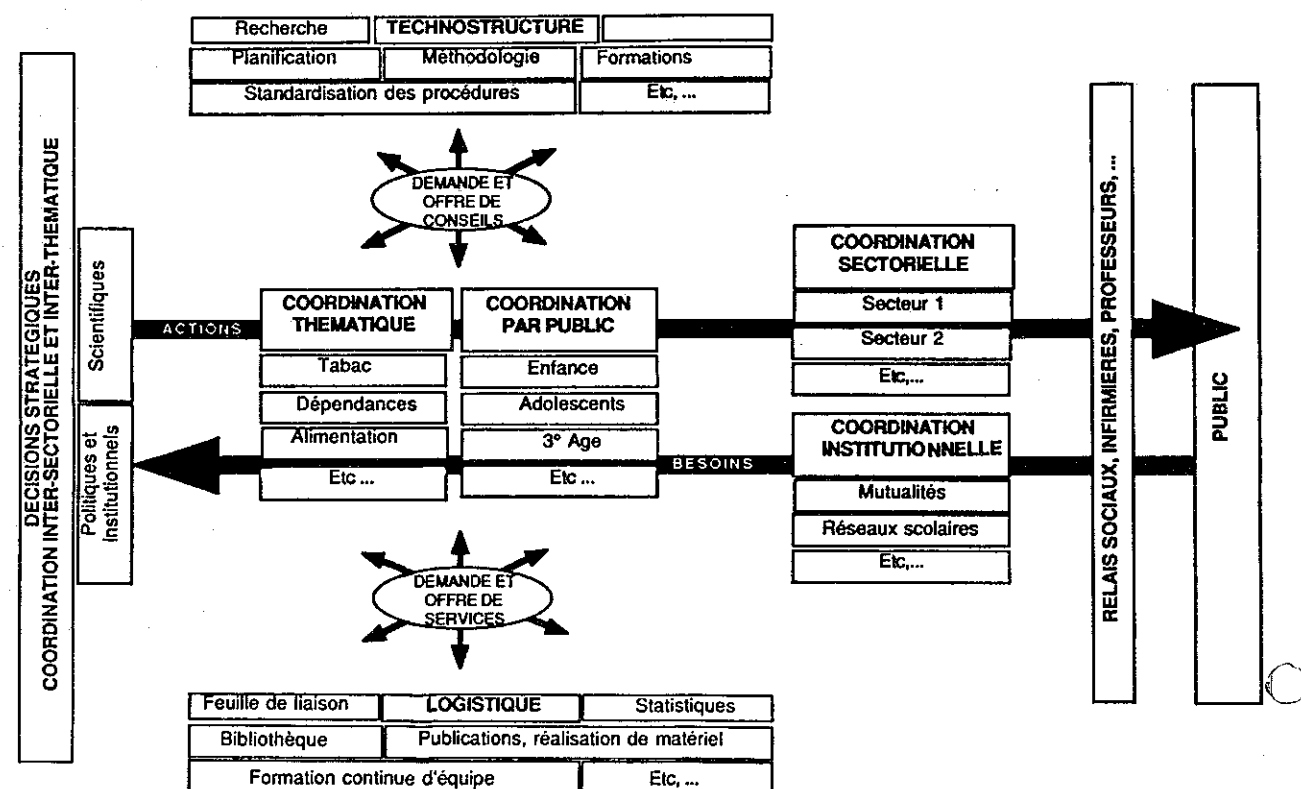 Recherche
TECHNOSTRUCTURE
Planification
Méthodologie
Formations
Standardisation des procédures
Etc, ...
DEMANDE ET
OFFRE DE
CONSEILS
DECISIONS STRATEGIQUES
COORDINATION INTER-SECTORIELLE ET INTER-THEMATIQUE
Scientifiques
Politiques et
Institutionnels
ACTIONS
COORDINATION
THEMATIQUE
Tabac
Dépendances
Alimentation
Etc ...
COORDINATION
PAR PUBLIC
Enfance
Adolescents
3° Age
Etc ...
BESOINS
COORDINATION
SECTORIELLE
Secteur 1
Secteur 2
Etc,...
COORDINATION
INSTITUTIONNELLE
Mutualités
Réseaux scolaires
Etc,...
RELAIS SOCIAUX, INFIRMIERES, PROFESSEURS, ...
PUBLIC
DEMANDE ET
OFFRE DE
SERVICES
Feuille de liaison
LOGISTIQUE
Statistiques
Bibliothèque
Publications, réalisation de matériel
Formation continue d'équipe
Etc, ...